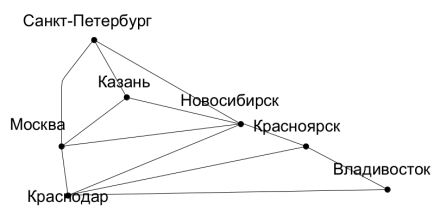 Санкт-Петербург
Казань
Новосибирск
Москва
Красноярск
Владивосток
Краснодар